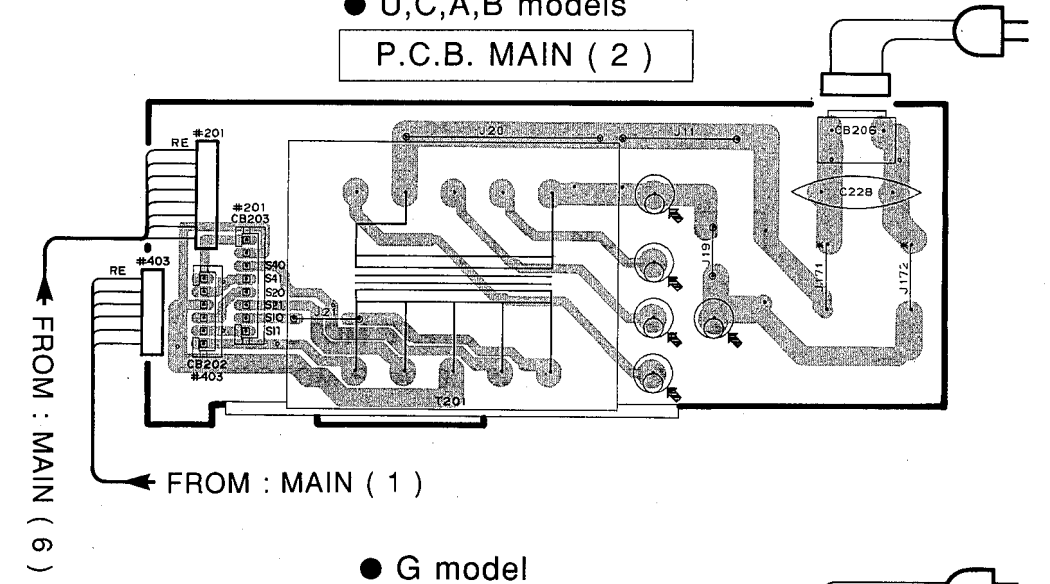 ● U,C,A,B models
P.C.B. MAIN ( 2 )
CB206
J20
J11
#201
RE
C228
#201
CB203
J19
#403
RE
S40
S41
S20
S21
S10
S11
J21
J171
J172
CB202
#403
T201
FROM : MAIN ( 6 )
FROM : MAIN ( 1 )
● G model